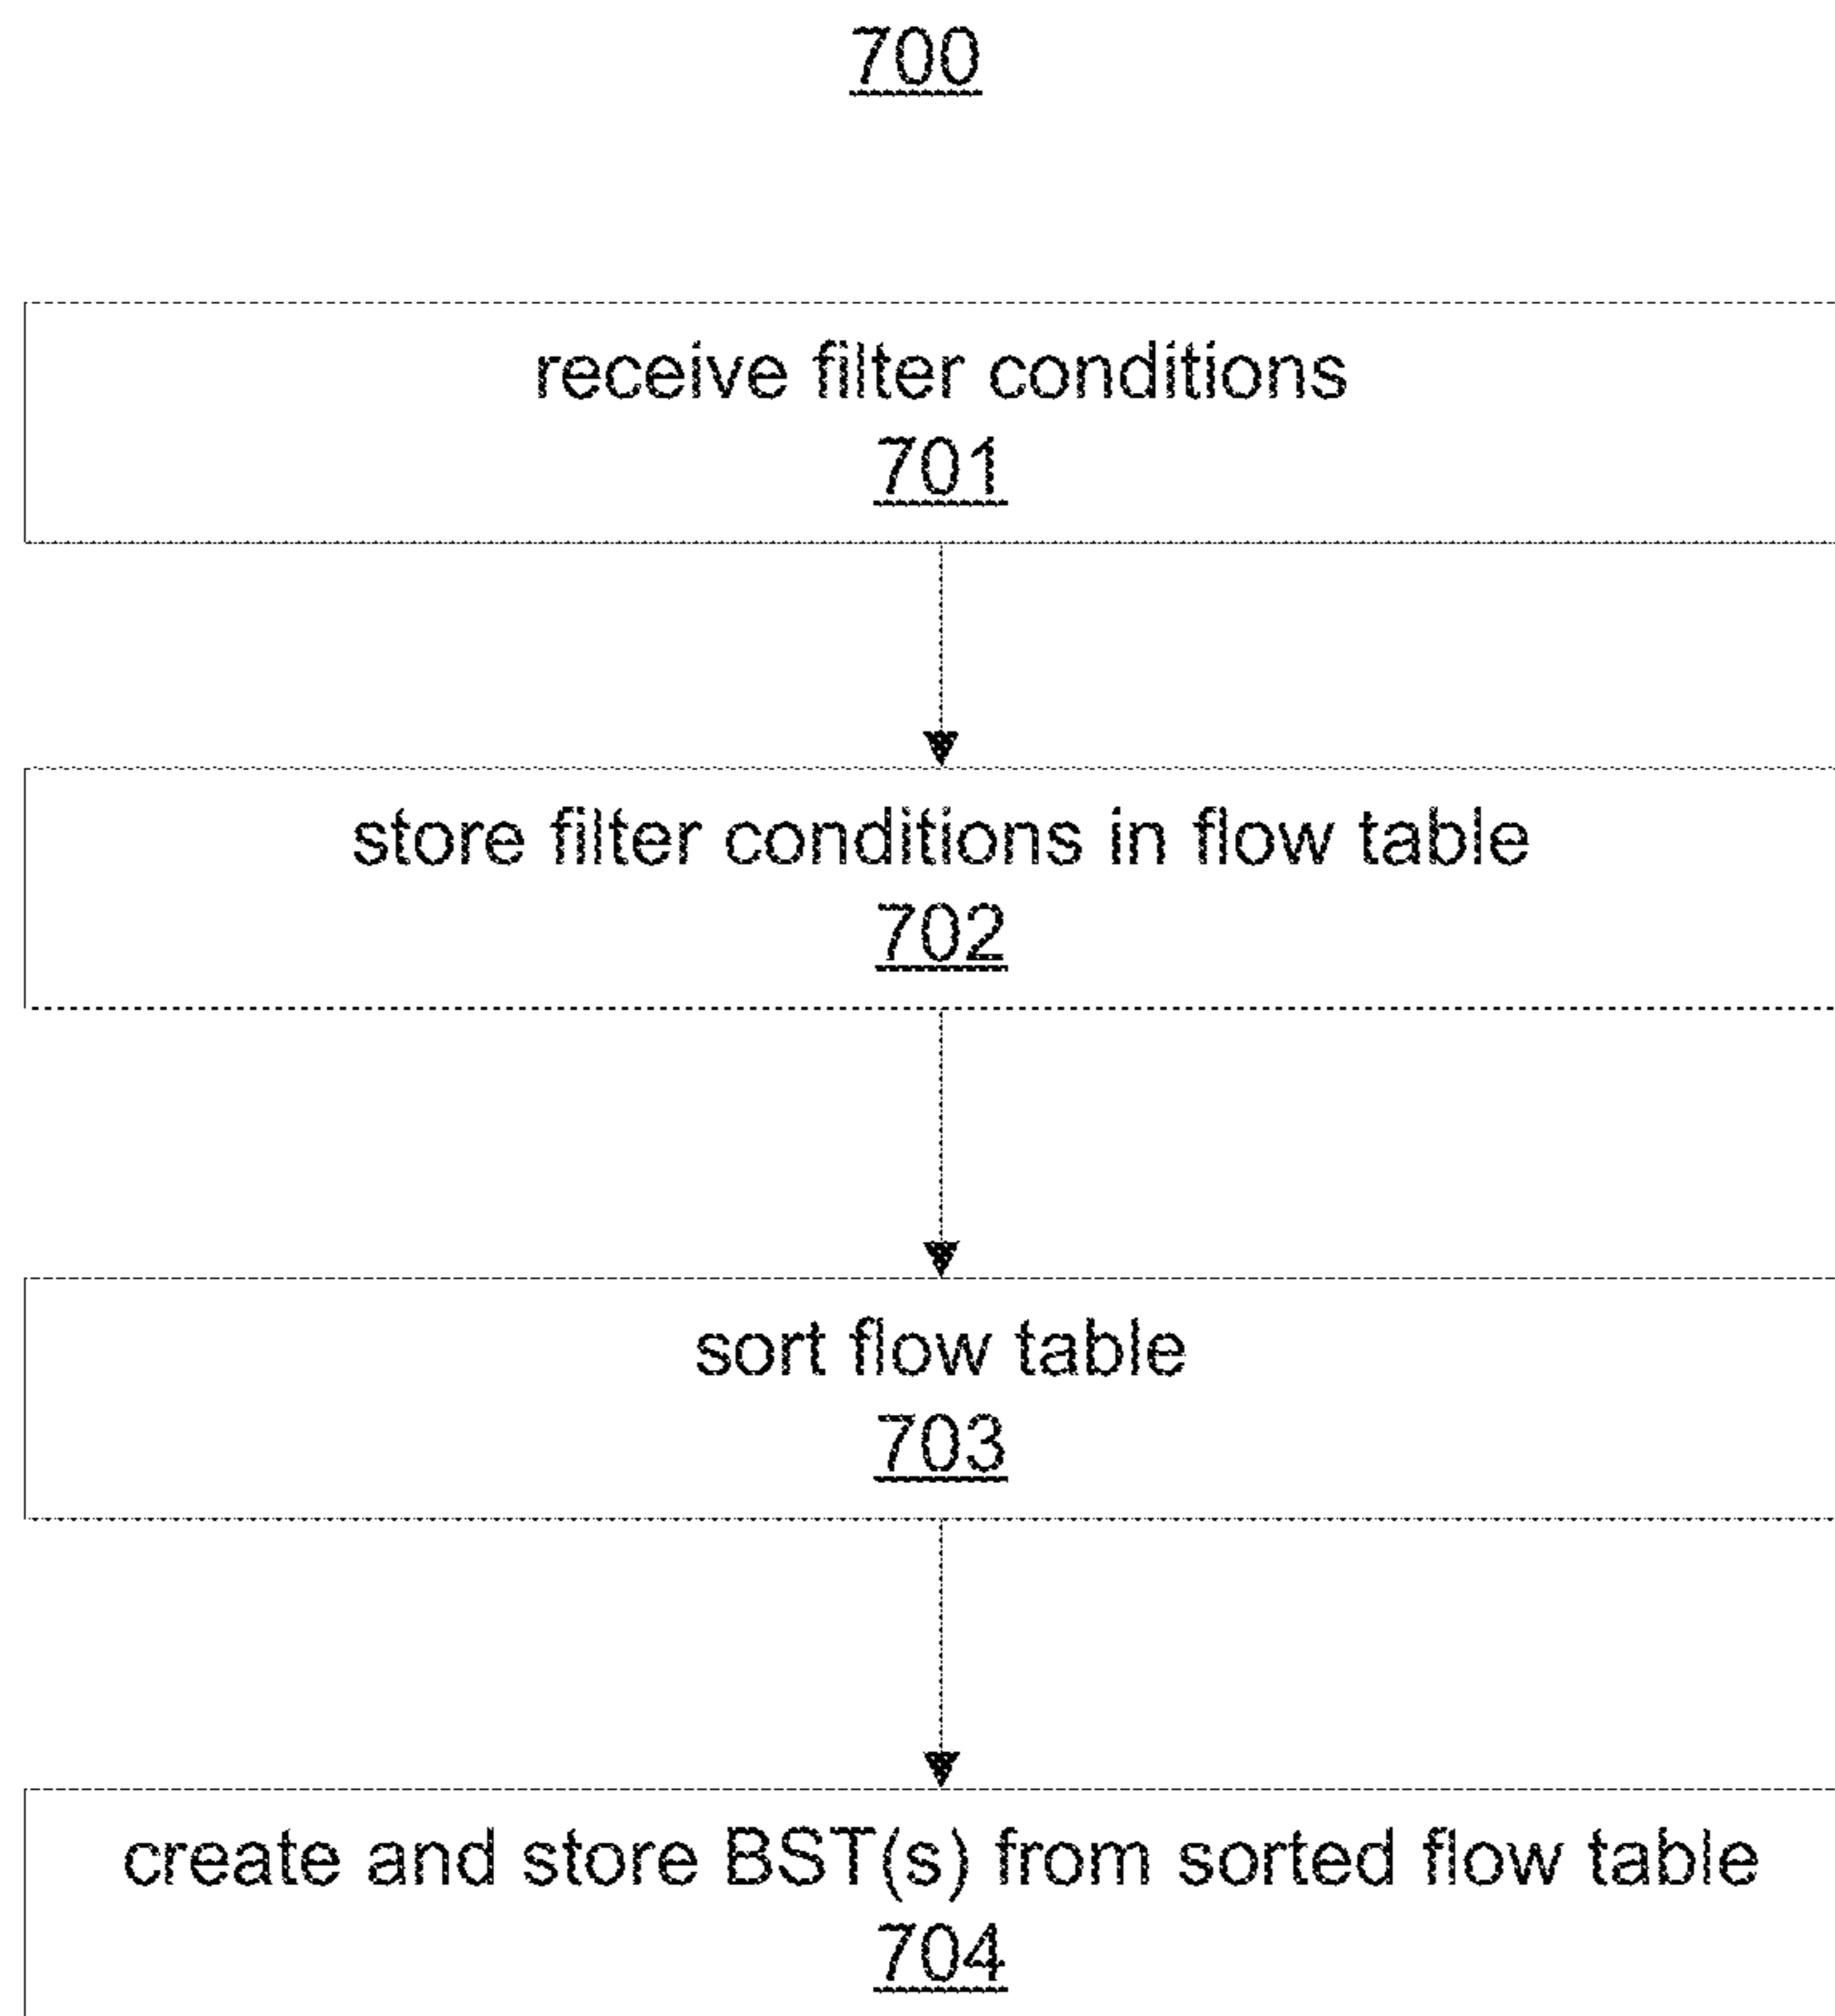 700
receive filter conditions
701
store filter conditions in flow table
702
sort flow table
703
create and store BST(s) from sorted flow table
704